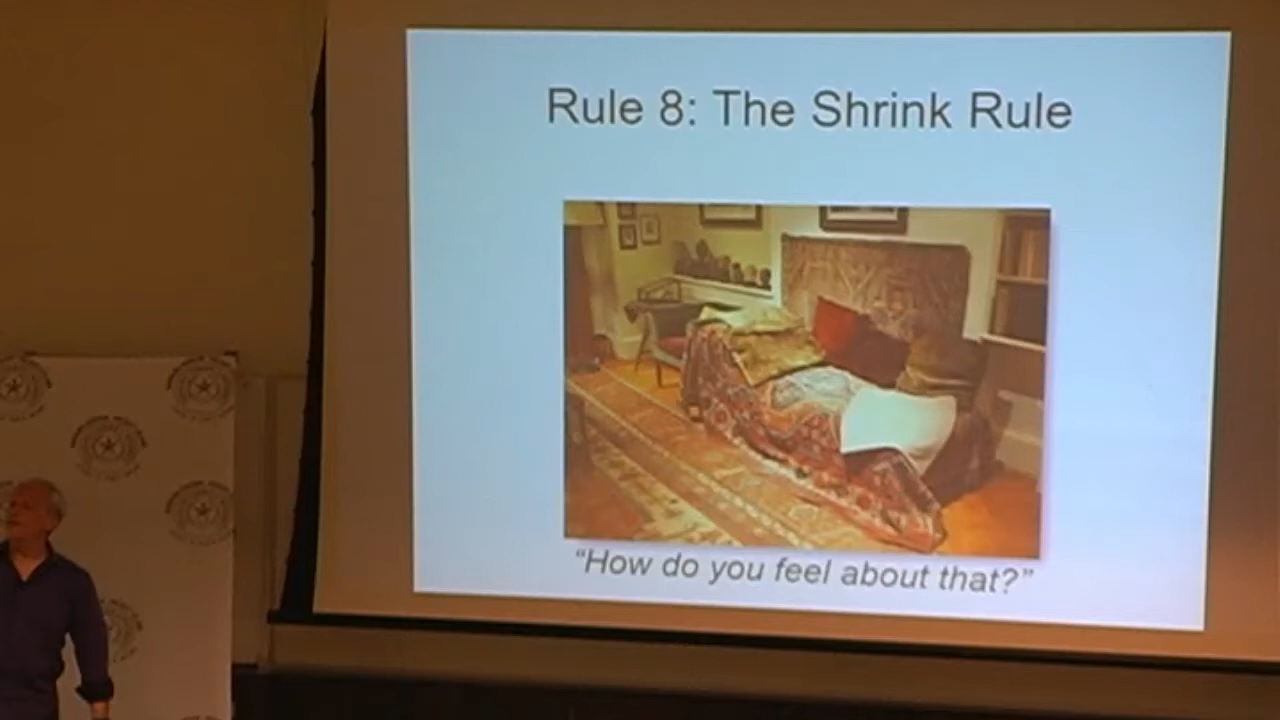 Rule 8: The Shrink Rule
“How do you feel about that?”